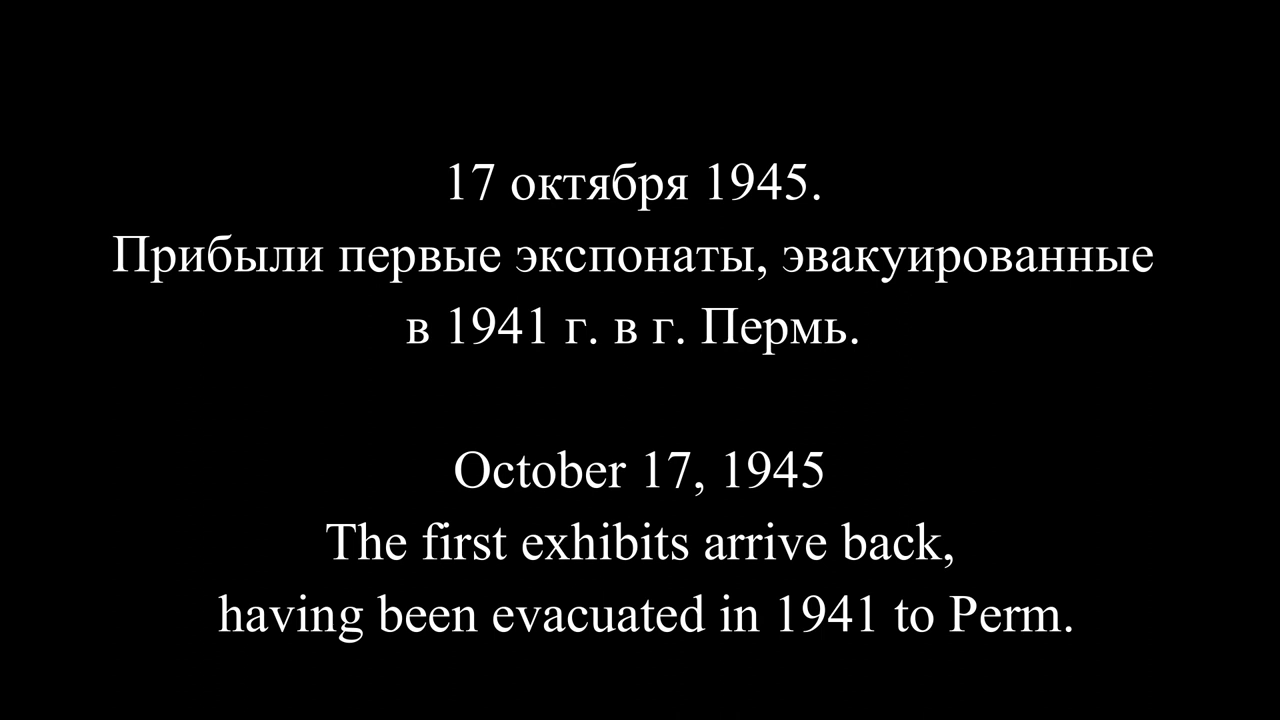 17 октября 1945.
Прибыли первые экспонаты, эвакуированные
в 1941 г. в г. Пермь.
October 17, 1945
The first exhibits arrive back,
having been evacuated in 1941 to Perm.